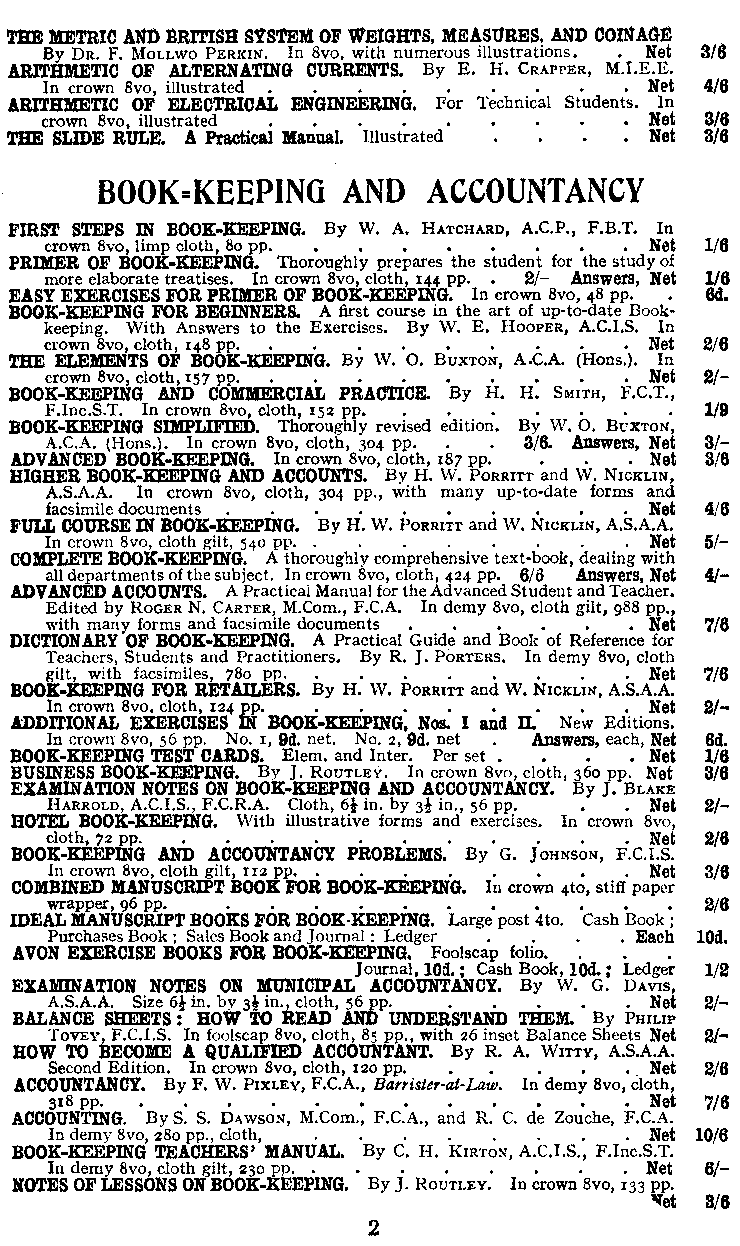 THE METRIC AND BRITISH SYSTEM OF WEIGHTS, MEASURES, AND COINAGE
By Dr. F. Mollwo Perkin. In 8vo, with numerous illustrations. . Net 3/6
ARITHMETIC OF ALTERNATING CURRENTS. By E. H. Crapper, M.I.E.E.
In crown 8vo, illustrated . . . . . . . . . Net 4/6
ARITHMETIC OF ELECTRICAL ENGINEERING. For Technical Students. In
crown 8vo, illustrated . . . . . . . . . Net 3/6
THE SLIDE RULE. A Practical Manual. Illustrated . . . . Net 3/6
BOOK=KEEPING AND ACCOUNTANCY
FIRST STEPS IN BOOK-KEEPING. By W. A. Hatchard, A.C.P., F.B.T. In
crown 8vo, limp cloth, 80 pp. . . . . . . . . Net 1/6
PRIMER OF BOOK-KEEPING. Thoroughly prepares the student for the study of
more elaborate treatises. In crown 8vo, cloth, 144 pp. . 2/– Answers, Net 1/6
EASY EXERCISES FOR PRIMER OF BOOK-KEEPING. In crown 8vo, 48 pp. . 6d.
BOOK-KEEPING FOR BEGINNERS. A first course in the art of up-to-date Book-
keeping. With Answers to the Exercises. By W. E. Hooper, A.C.I.S. In
crown 8vo, cloth, 148 pp. . . . . . . . . . Net 2/6
THE ELEMENTS OF BOOK-KEEPING. By W. O. Buxton, A.C.A. (Hons.). In
crown 8vo, cloth, 157 pp. . . . . . . . . . Net 2/–
BOOK-KEEPING AND COMMERCIAL PRACTICE. By H. H. Smith, F.C.T.,
F.Inc.S.T. In crown 8vo, cloth, 152 pp. . . . . . . . 1/9
BOOK-KEEPING SIMPLIFIED. Thoroughly revised edition. By W. O. Buxton,
A.C.A. (Hons.). In crown 8vo, cloth, 304 pp. . . . 3/6. Answers, Net 3/–
ADVANCED BOOK-KEEPING. In crown 8vo, cloth, 187 pp. . . . Net 3/6
HIGHER BOOK-KEEPING AND ACCOUNTS. By H. W. Porritt and W. Nicklin,
A.S.A.A. In crown 8vo, cloth, 304 pp., with many up-to-date forms and
facsimile documents . . . . . . . . . . Net 4/6
FULL COURSE IN BOOK-KEEPING. By H. W. Porritt and W. Nicklin, A.S.A.A.
In crown 8vo, cloth gilt, 540 pp. . . . . . . . . Net 5/–
COMPLETE BOOK-KEEPING. A thoroughly comprehensive text-book, dealing with
all departments of the subject. In crown 8vo, cloth, 424 pp. 6/6 Answers, Net 4/–
ADVANCED ACCOUNTS. A Practical Manual for the Advanced Student and Teacher.
Edited by Roger N. Carter, M.Com., F.C.A. In demy 8vo, cloth gilt, 988 pp.,
with many forms and facsimile documents . . . . . . Net 7/6
DICTIONARY OF BOOK-KEEPING. A Practical Guide and Book of Reference for
Teachers, Students and Practitioners. By R. J. Porters. In demy 8vo, cloth
gilt, with facsimiles, 780 pp. . . . . . . . . Net 7/6
BOOK-KEEPING FOR RETAILERS. By H. W. Porritt and W. Nicklin, A.S.A.A.
In crown 8vo, cloth, 124 pp. . . . . . . . . Net 2/–
ADDITIONAL EXERCISES IN BOOK-KEEPING, Nos. I and II. New Editions.
In crown 8vo, 56 pp. No. 1, 9d. net. No. 2, 9d. net . Answers, each, Net 6d.
BOOK-KEEPING TEST CARDS. Elem. and Inter. Per set . . . . Net 1/6
BUSINESS BOOK-KEEPING. By J. Routley. In crown 8vo, cloth, 360 pp. Net 3/6
EXAMINATION NOTES ON BOOK-KEEPING AND ACCOUNTANCY. By J. Blake
Harrold, A.C.I.S., F.C.R.A. Cloth, 6½ in. by 3½ in., 56 pp. . . . Net 2/–
HOTEL BOOK-KEEPING. With illustrative forms and exercises. In crown 8vo,
cloth, 72 pp. . . . . . . . . . . . Net 2/6
BOOK-KEEPING AND ACCOUNTANCY PROBLEMS. By G. Johnson, F.C.I.S.
In crown 8vo, cloth gilt, 112 pp. . . . . . . . . Net 3/6
COMBINED MANUSCRIPT BOOK FOR BOOK-KEEPING. In crown 4to, stiff paper
wrapper, 96 pp. . . . . . . . . . . . 2/6
IDEAL MANUSCRIPT BOOKS FOR BOOK-KEEPING. Large post 4to. Cash Book ;
Purchases Book ; Sales Book and Journal : Ledger . . . . Each 10d.
AVON EXERCISE BOOKS FOR BOOK-KEEPING. Foolscap folio. . . .
Journal, 10d. ; Cash Book, 10d. ; Ledger 1/2
EXAMINATION NOTES ON MUNICIPAL ACCOUNTANCY. By W. G. Davis,
A.S.A.A. Size 6½ in. by 3½ in., cloth, 56 pp. . . . . . . Net 2/–
BALANCE SHEETS : HOW TO READ AND UNDERSTAND THEM. By Philip
Tovey, F.C.I.S. In foolscap 8vo, cloth, 85 pp., with 26 inset Balance Sheets Net 2/–
HOW TO BECOME A QUALIFIED ACCOUNTANT. By R. A. Witty, A.S.A.A.
Second Edition. In crown 8vo, cloth, 120 pp. . . . . . . Net 2/6
ACCOUNTANCY. By F. W. Pixley, F.C.A., Barrister-at-Law. In demy 8vo, cloth,
318 pp. . . . . . . . . . . . . Net 7/6
ACCOUNTING. By S. S. Dawson, M.Com., F.C.A., and R. C. de Zouche, F.C.A.
In demy 8vo, 280 pp., cloth, . . . . . . . . Net 10/6
BOOK-KEEPING TEACHERS' MANUAL. By C. H. Kirton, A.C.I.S., F.Inc.S.T.
In demy 8vo, cloth gilt, 230 pp. . . . . . . . . Net 6/–
NOTES OF LESSONS ON BOOK-KEEPING. By J. Routley. In crown 8vo, 133 pp.
Net 3/6
2